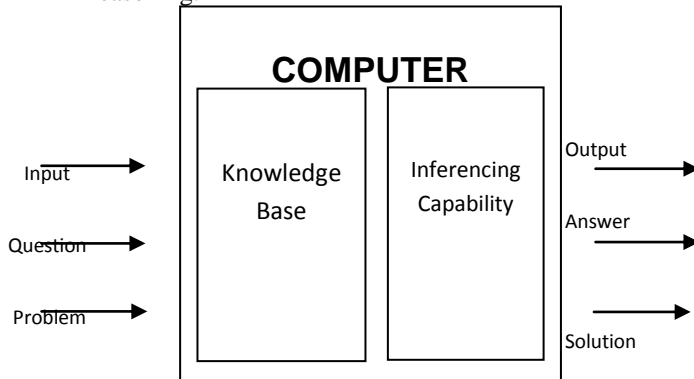 COMPUTER
Input
Question
Problem
Knowledge
Base
Inferencing
Capability
Output
Answer
Solution